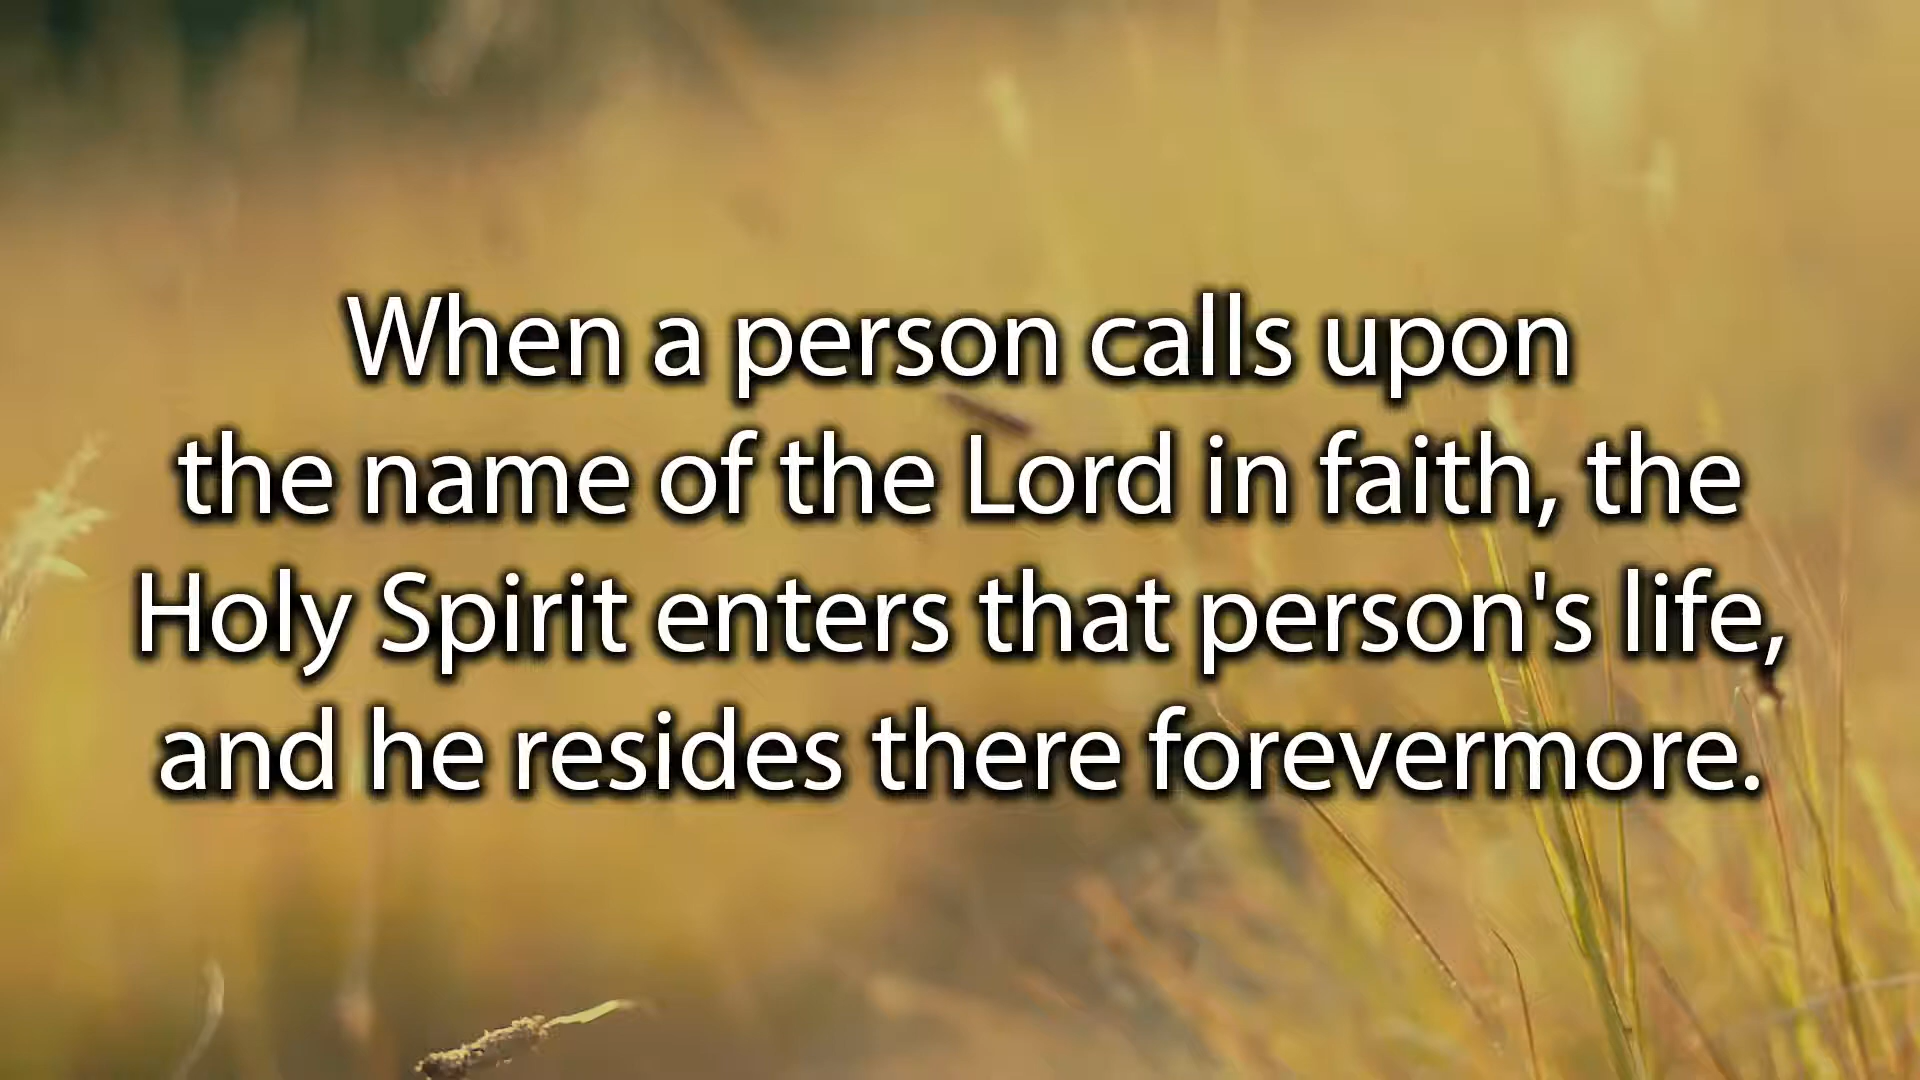 When a person calls upon
the name of the Lord in faith, the
Holy Spirit enters that person's life,
and he resides there forevermore.